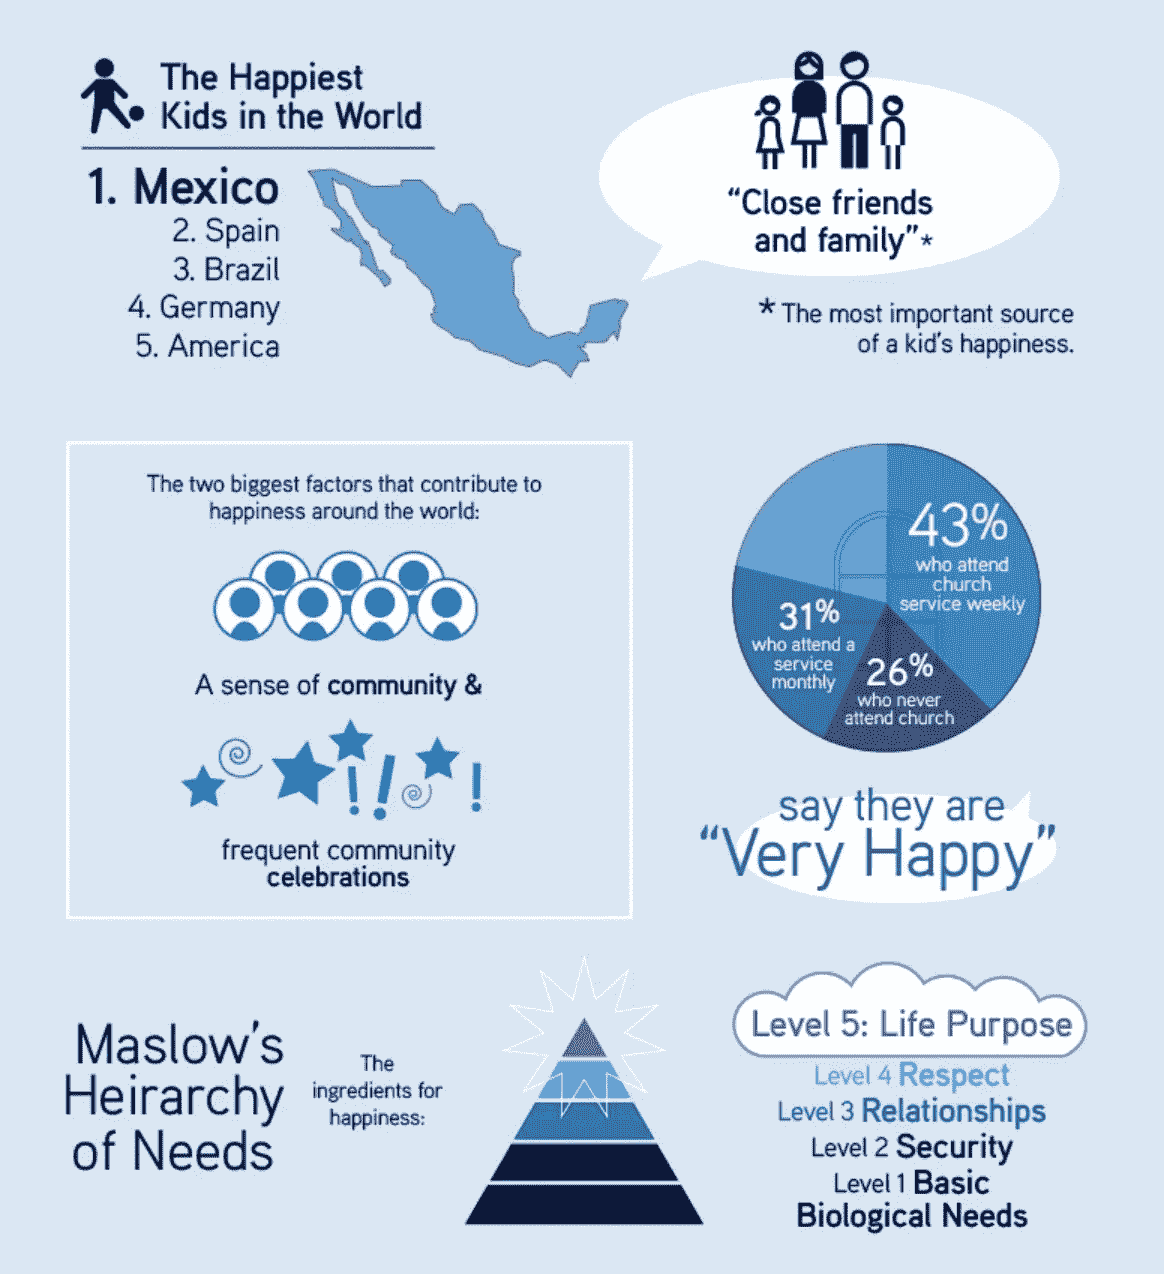 The Happiest
Kids in the World
1. Mexico
2. Spain
3. Brazil
4. Germany
5. America
“Close friends
and family”*
* The most important source
of a kid's happiness.
The two biggest factors that contribute to
happiness around the world:
A sense of community &
frequent community
celebrations
43%
who attend
church
service weekly
31%
who attend a
service
monthly
26%
who never
attend church
say they are
“Very Happy”
Maslow's
Heirarchy
of Needs
The
ingredients for
happiness:
Level 5: Life Purpose
Level 4 Respect
Level 3 Relationships
Level 2 Security
Level 1 Basic
Biological Needs